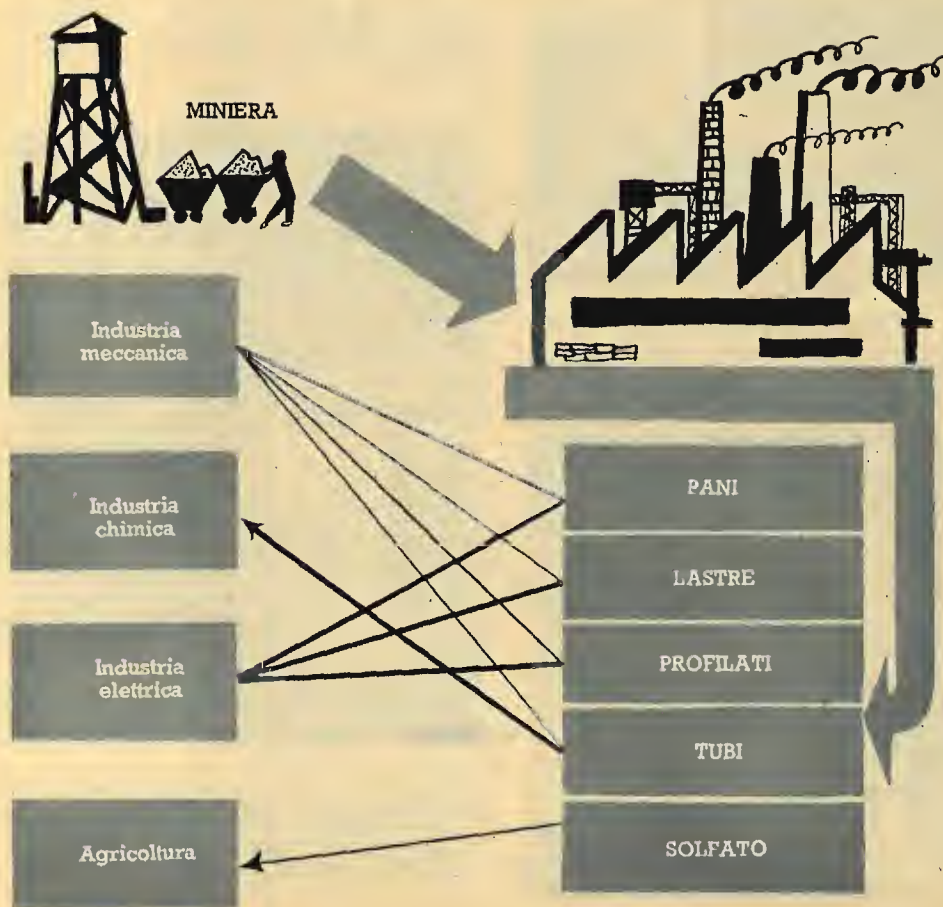 MINIERA
Industria
meccanica
Industria
chimica
Industria
elettrica
Agricoltura
PANI
LASTRE
PROFILATI
TUBI
SOLFATO